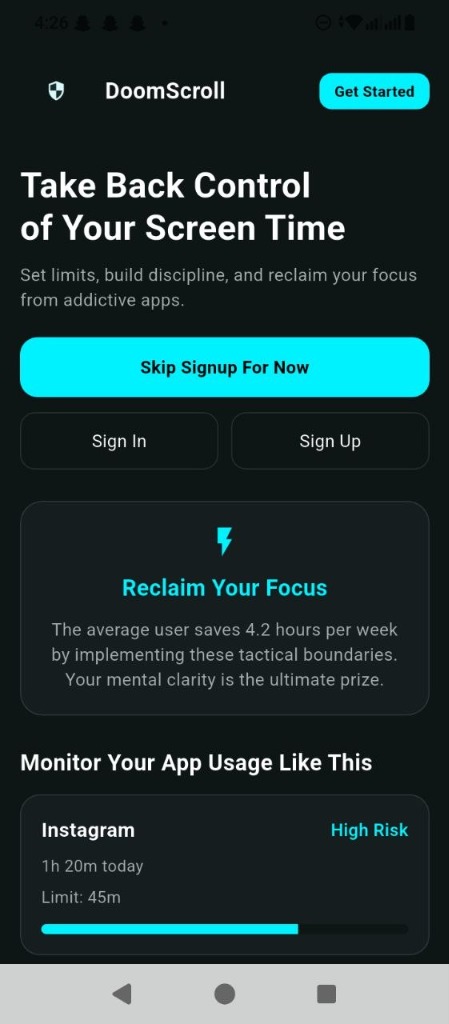 4:26
DoomScroll
Get Started
Take Back Control
of Your Screen Time
Set limits, build discipline, and reclaim your focus
from addictive apps.
Skip Signup For Now
Sign In
Sign Up
Reclaim Your Focus
The average user saves 4.2 hours per week
by implementing these tactical boundaries.
Your mental clarity is the ultimate prize.
Monitor Your App Usage Like This
Instagram
High Risk
1h 20m today
Limit: 45m